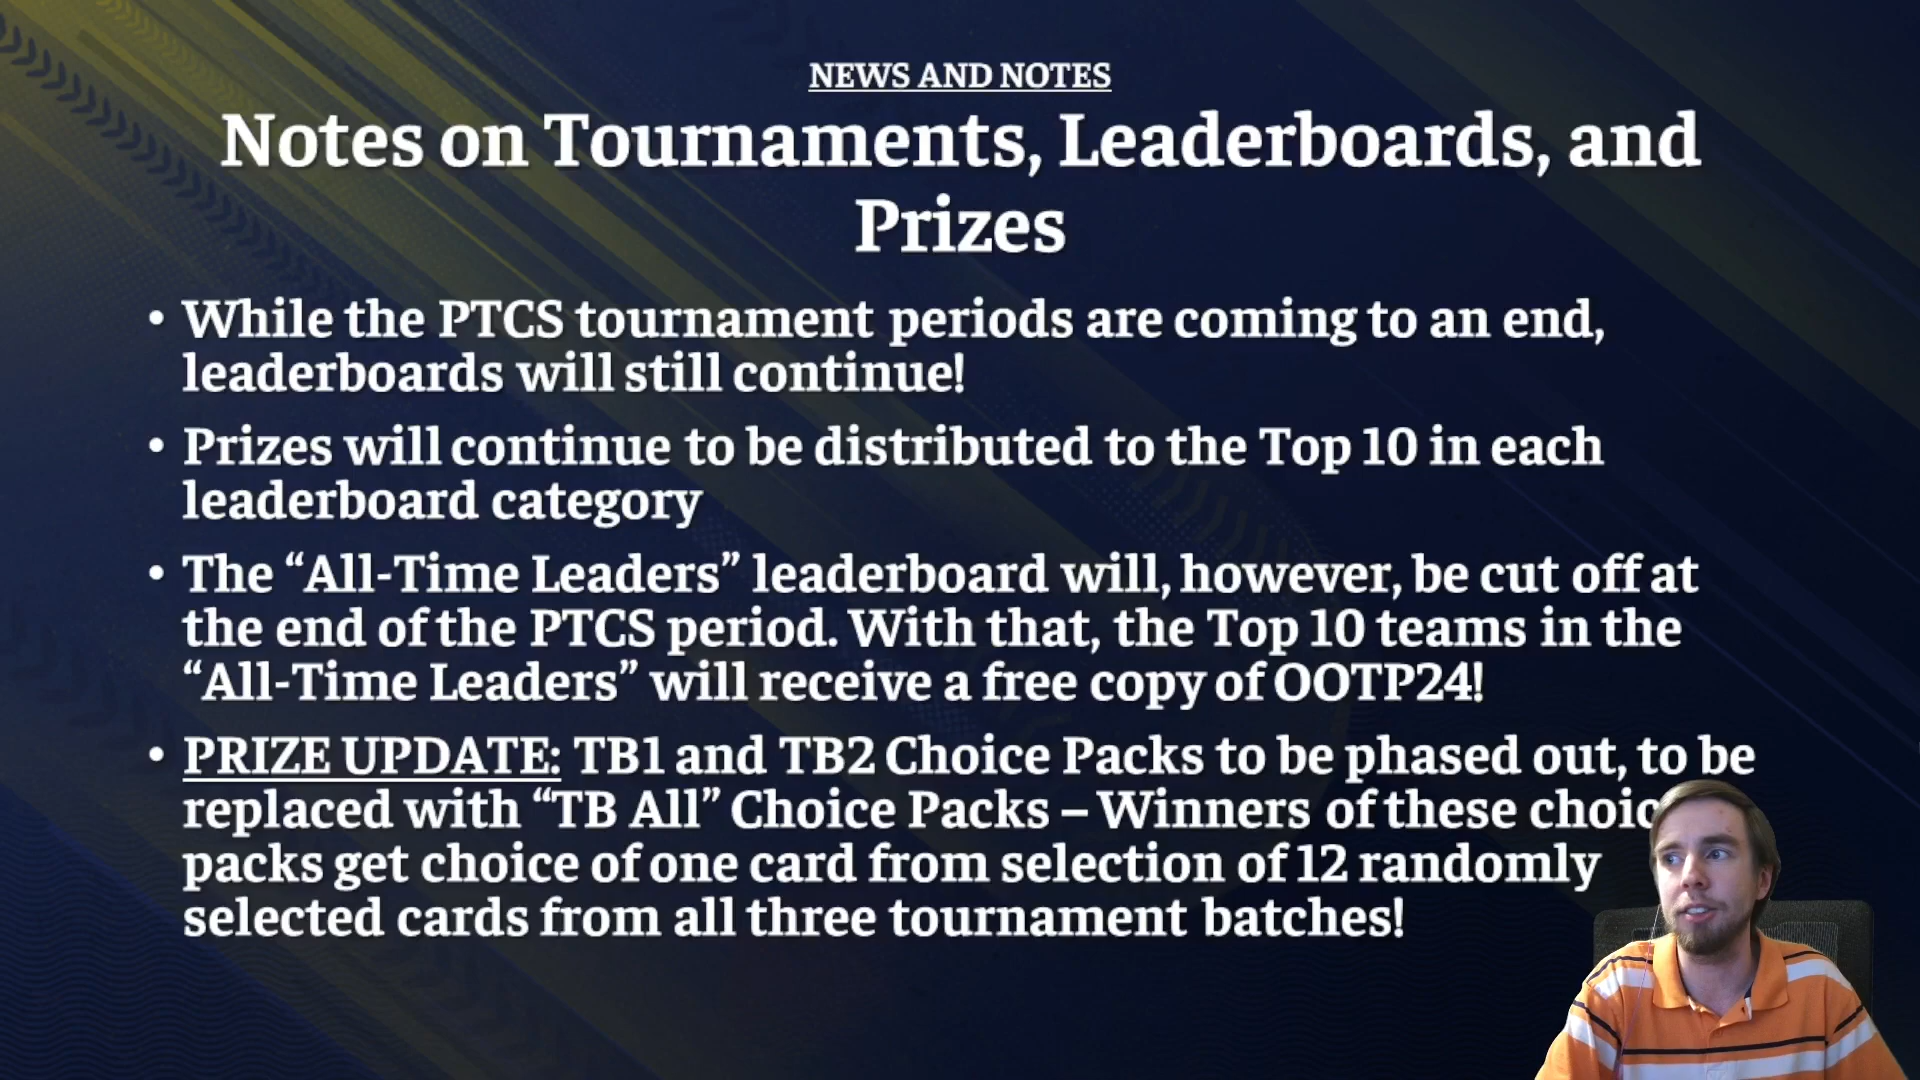 NEWS AND NOTES
Notes on Tournaments, Leaderboards, and
Prizes
• While the PTCS tournament periods are coming to an end,
leaderboards will still continue!
• Prizes will continue to be distributed to the Top 10 in each
leaderboard category
• The “All-Time Leaders” leaderboard will, however, be cut off at
the end of the PTCS period. With that, the Top 10 teams in the
“All-Time Leaders” will receive a free copy of OOTP24!
• PRIZE UPDATE: TB1 and TB2 Choice Packs to be phased out, to be
replaced with “TB All” Choice Packs – Winners of these choic
packs get choice of one card from selection of 12 randomly
selected cards from all three tournament batches!